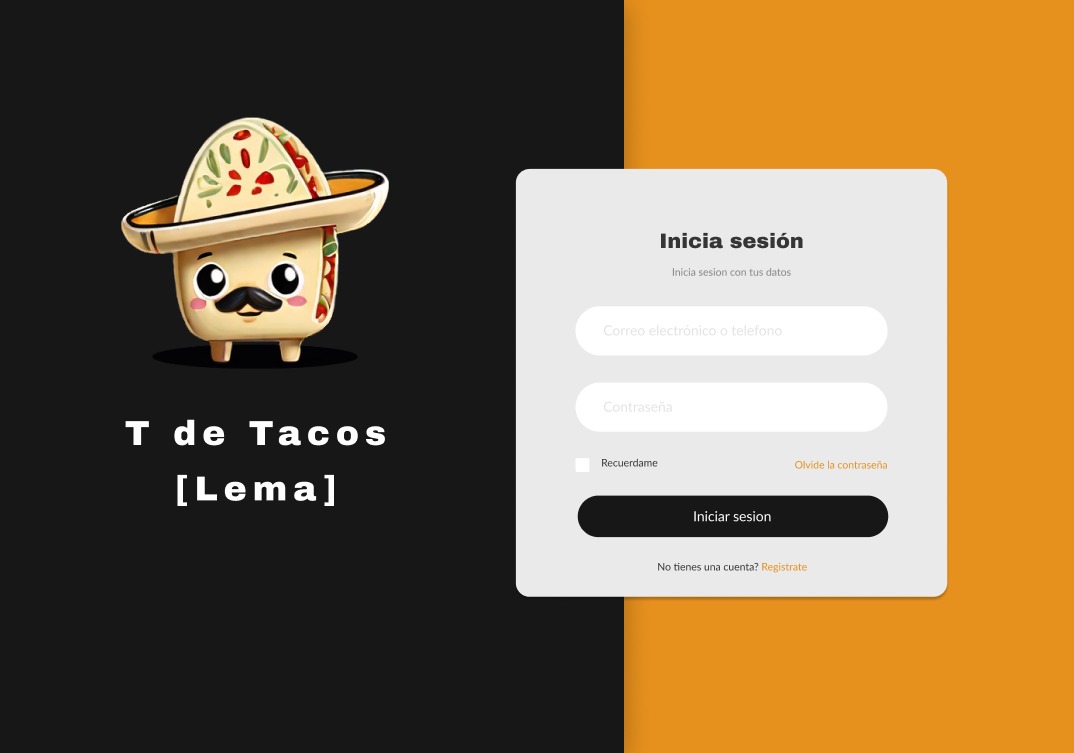 T de Tacos
[Lema]
Inicia sesión
Inicia sesion con tus datos
Correo electrónico o telefono
Contraseña
Recuerdame
Olvide la contraseña
Iniciar sesion
No tienes una cuenta? Registrate